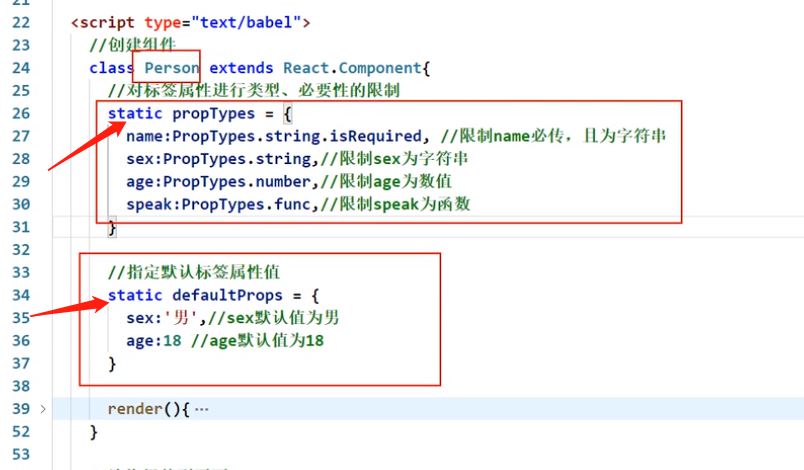 22 <script type="text/babel">
23 //创建组件
24 class Person extends React.Component{
25 //对标签属性进行类型、必要性的限制
26 static propTypes = {
27 name:PropTypes.string.isRequired, //限制name必传，且为字符串
28 sex:PropTypes.string,//限制sex为字符串
29 age:PropTypes.number,//限制age为数值
30 speak:PropTypes.func,//限制speak为函数
31 }
32
33 //指定默认标签属性值
34 static defaultProps = {
35 sex:'男',//sex默认值为男
36 age:18 //age默认值为18
37 }
38
39 render(){ ⋯
52 }
53